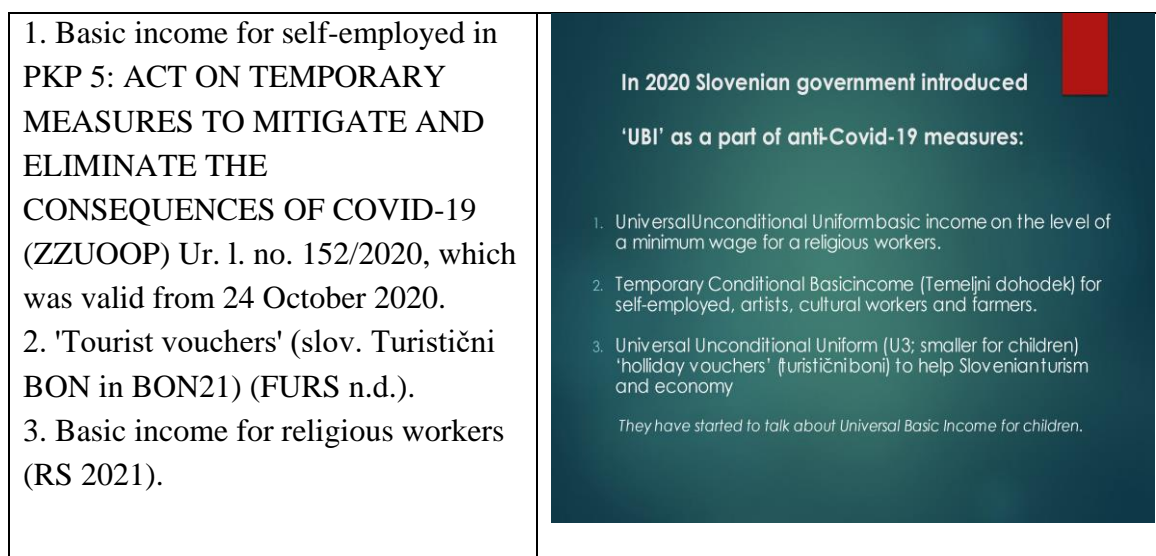 1. Basic income for self-employed in
PKP 5: ACT ON TEMPORARY
MEASURES TO MITIGATE AND
ELIMINATE THE
CONSEQUENCES OF COVID-19
(ZZUOOP) Ur. l. no. 152/2020, which
was valid from 24 October 2020.
2. 'Tourist vouchers' (slov. Turistični
BON in BON21) (FURS n.d.).
3. Basic income for religious workers
(RS 2021).
In 2020 Slovenian government introduced
‘UBI’ as a part of anti-Covid-19 measures:
1. UniversalUnconditional Uniformbasic income on the level of
a minimum wage for a religious workers.
2. Temporary Conditional Basicincome (Temeljni dohodek) for
self-employed, artists, cultural workers and farmers.
3. Universal Unconditional Uniform (U3; smaller for children)
‘holliday vouchers’ (turističniboni) to help Slovenianturism
and economy
They have started to talk about Universal Basic Income for children.